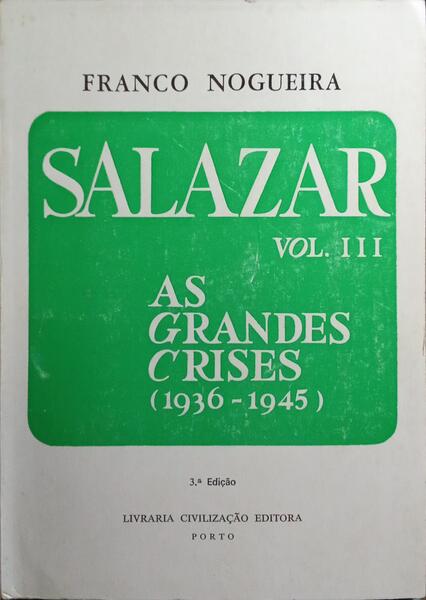 FRANCO NOGUEIRA
SALAZAR
VOL. III
AS
GRANDES
CRISES
(1936 - 1945)
3.ª Edição
LIVRARIA CIVILIZAÇÃO EDITORA
PORTO